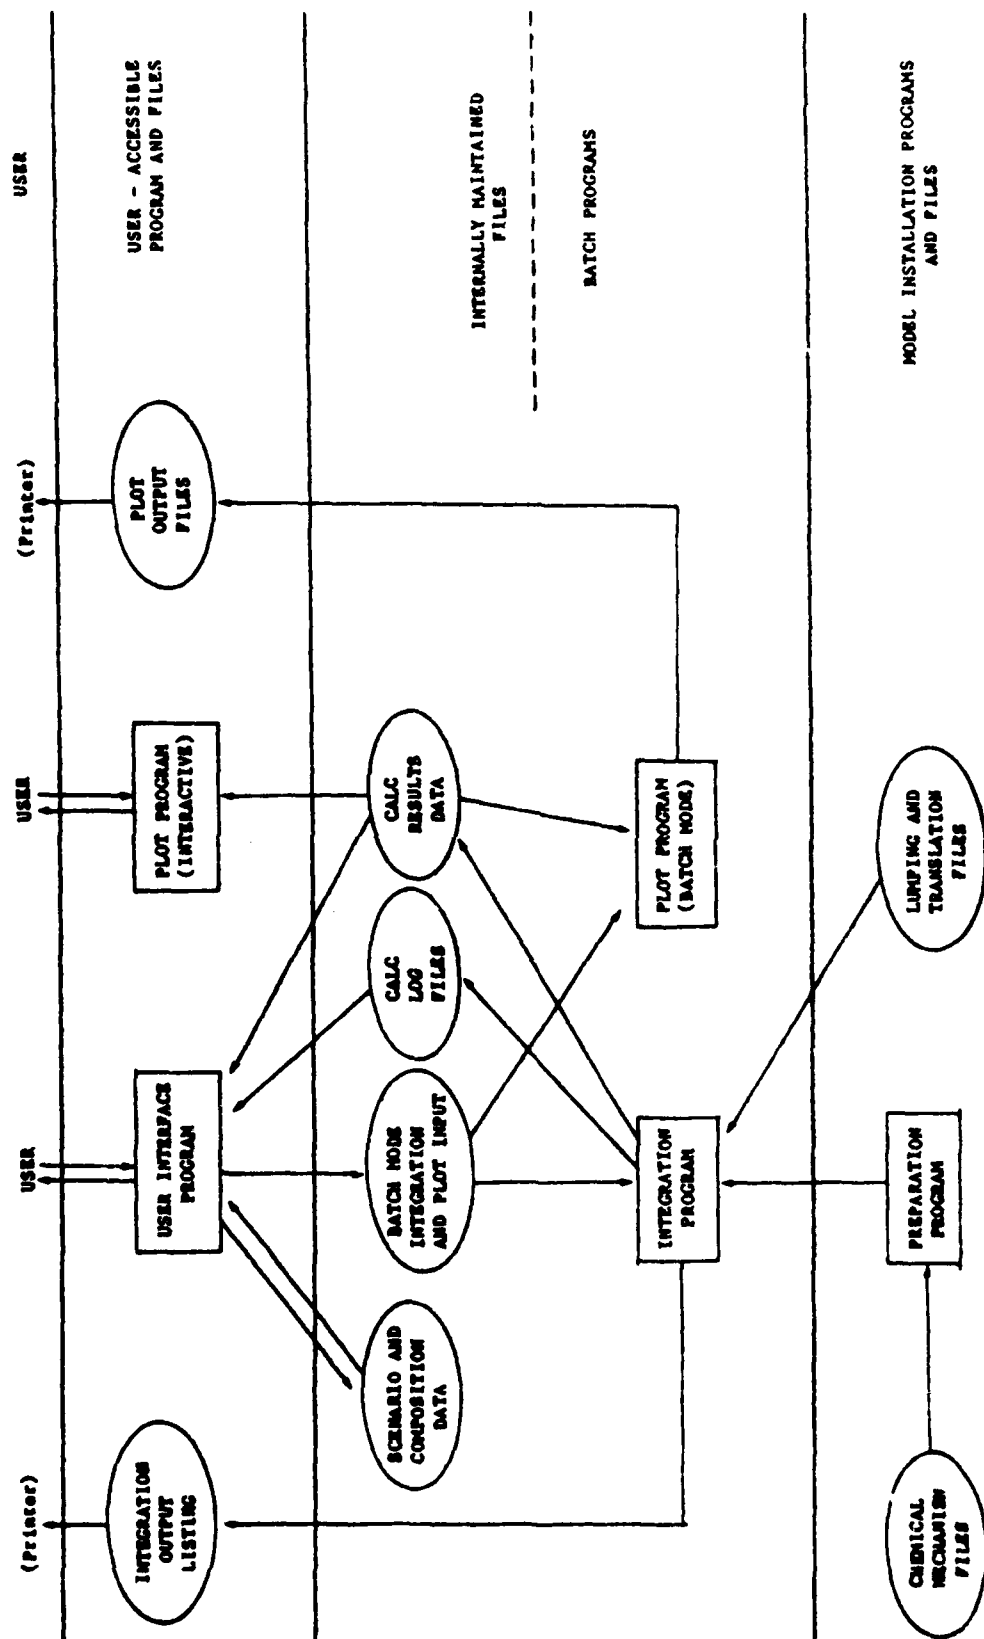 (Printer)
USER
USER
(Printer)
USER
INTEGRATION
OUTPUT
LISTING
USER INTERFACE
PROGRAM
PLOT PROGRAM
(INTERACTIVE)
PLOT
OUTPUT
FILES
USER - ACCESSIBLE
PROGRAM AND FILES
SCENARIO AND
COMPOSITION
DATA
BATCH MODE
INTEGRATION
AND PLOT INPUT
CALC
LOG
FILES
CALC
RESULTS
DATA
INTERNALLY MAINTAINED
FILES
BATCH PROGRAMS
INTEGRATION
PROGRAM
PLOT PROGRAM
(BATCH MODE)
CHEMICAL
MECHANISM
FILES
PREPARATION
PROGRAM
LUMPING AND
TRANSLATION
FILES
MODEL INSTALLATION PROGRAMS
AND FILES